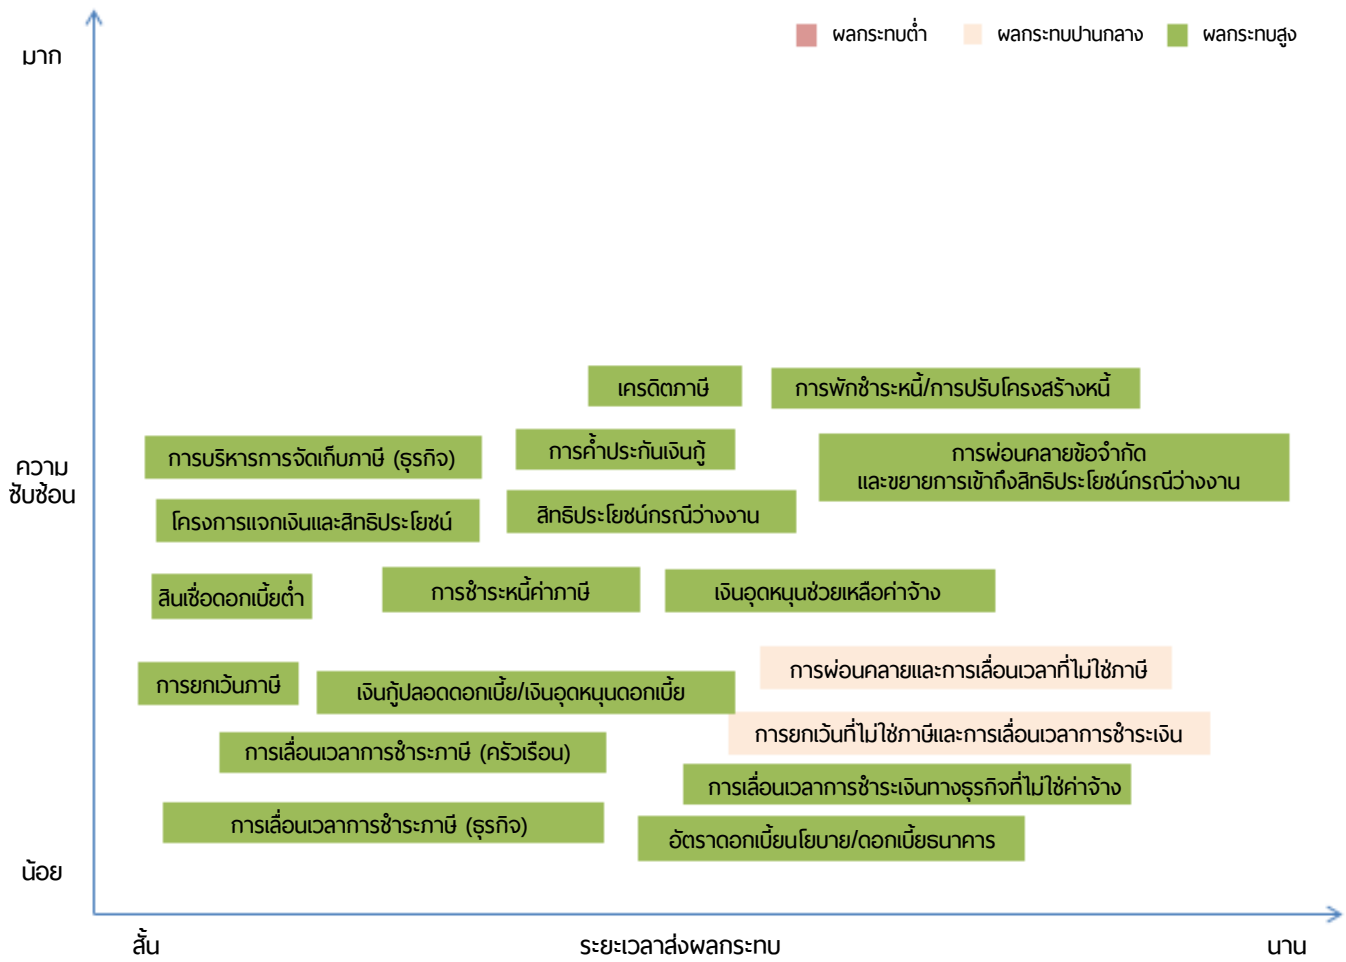 มาก
ผลกระทบต่ำ
ผลกระทบปานกลาง
ผลกระทบสูง
เครดิตภาษี
การพักชำระหนี้/การปรับโครงสร้างหนี้
การบริหารการจัดเก็บภาษี (ธุรกิจ)
การค้ำประกันเงินกู้
การผ่อนคลายข้อจำกัด
และขยายการเข้าถึงสิทธิประโยชน์กรณีว่างงาน
ความ
ซับซ้อน
โครงการแจกเงินและสิทธิประโยชน์
สิทธิประโยชน์กรณีว่างงาน
สินเชื่อดอกเบี้ยต่ำ
การชำระหนี้ค่าภาษี
เงินอุดหนุนช่วยเหลือค่าจ้าง
การผ่อนคลายและการเลื่อนเวลาที่ไม่ใช่ภาษี
การยกเว้นภาษี
เงินกู้ปลอดดอกเบี้ย/เงินอุดหนุนดอกเบี้ย
การยกเว้นที่ไม่ใช่ภาษีและการเลื่อนเวลาการชำระเงิน
การเลื่อนเวลาการชำระภาษี (ครัวเรือน)
การเลื่อนเวลาการชำระเงินทางธุรกิจที่ไม่ใช่ค่าจ้าง
การเลื่อนเวลาการชำระภาษี (ธุรกิจ)
อัตราดอกเบี้ยนโยบาย/ดอกเบี้ยธนาคาร
น้อย
สั้น
ระยะเวลาส่งผลกระทบ
นาน